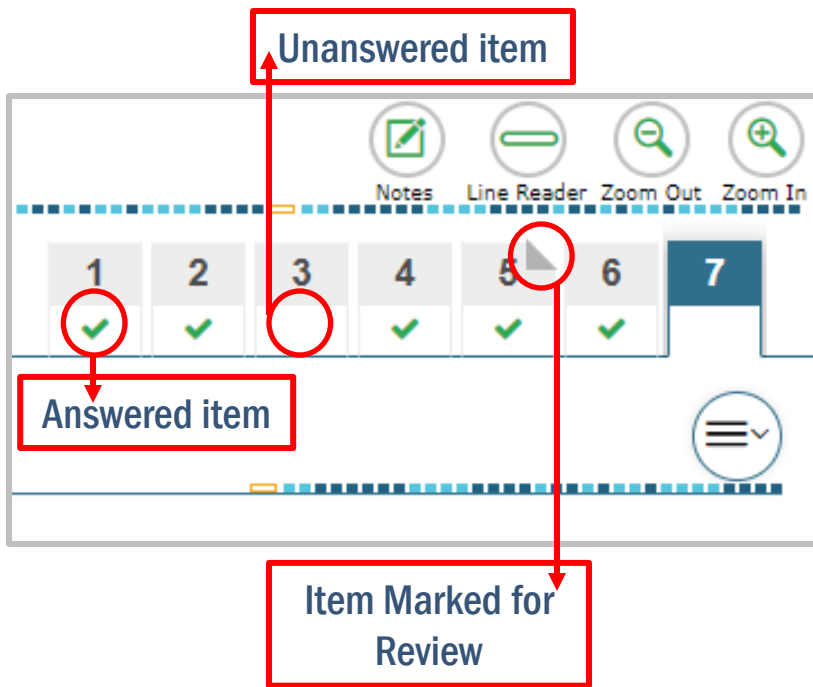 Unanswered item
Notes Line Reader Zoom Out Zoom In
1 2 3 4 5 6 7
Answered item
Item Marked for
Review